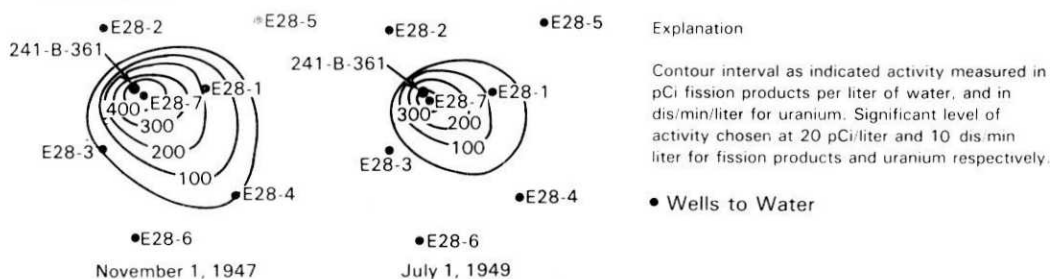 E28-2
E28-5
241-B-361
E28-1
E28-7
400
300
200
E28-3
100
E28-4
E28-6
November 1, 1947
E28-2
E28-5
241-B-361
E28-1
E28-7
300
200
100
E28-3
E28-4
E28-6
July 1, 1949
Explanation
Contour interval as indicated activity measured in
pCi fission products per liter of water, and in
dis/min/liter for uranium. Significant level of
activity chosen at 20 pCi/liter and 10 dis min
liter for fission products and uranium respectively.
Wells to Water